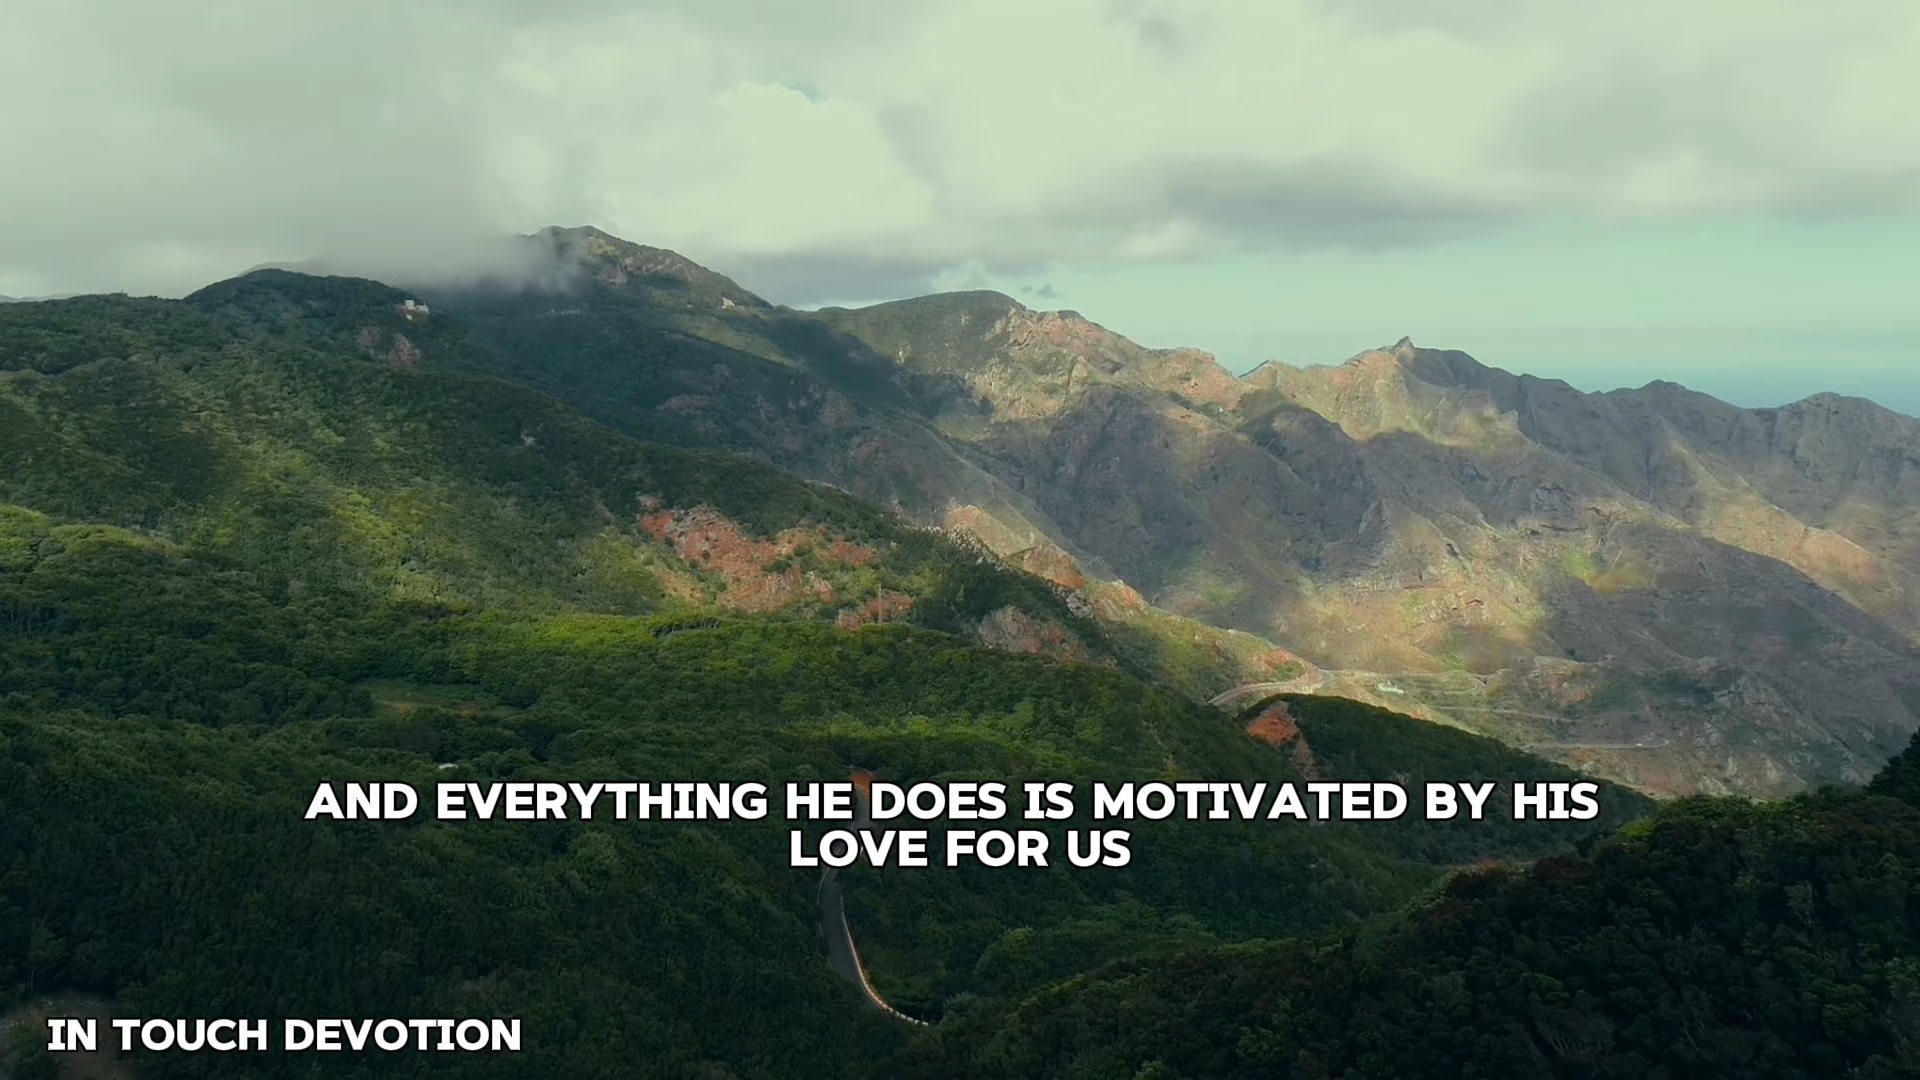 AND EVERYTHING HE DOES IS MOTIVATED BY HIS
LOVE FOR US
IN TOUCH DEVOTION